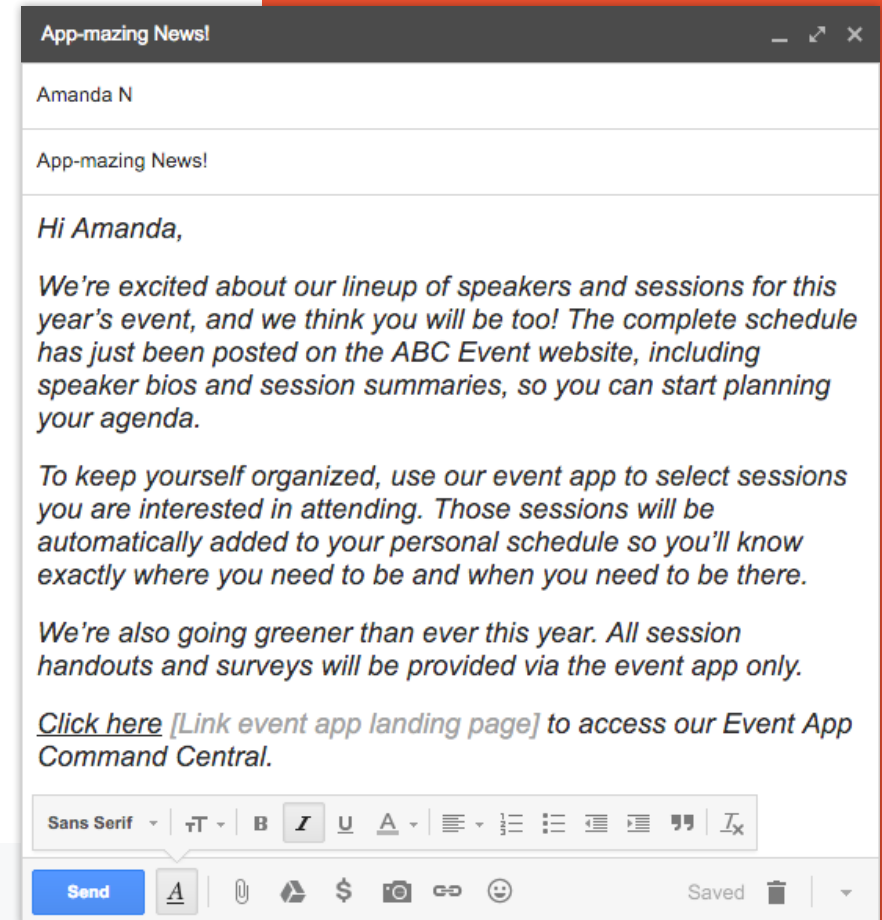 App-mazing News!
Amanda N
App-mazing News!
Hi Amanda,
We’re excited about our lineup of speakers and sessions for this
year’s event, and we think you will be too! The complete schedule
has just been posted on the ABC Event website, including
speaker bios and session summaries, so you can start planning
your agenda.
To keep yourself organized, use our event app to select sessions
you are interested in attending. Those sessions will be
automatically added to your personal schedule so you’ll know
exactly where you need to be and when you need to be there.
We’re also going greener than ever this year. All session
handouts and surveys will be provided via the event app only.
Click here [Link event app landing page] to access our Event App
Command Central.
Sans Serif TT B I U A
Send A $ Saved